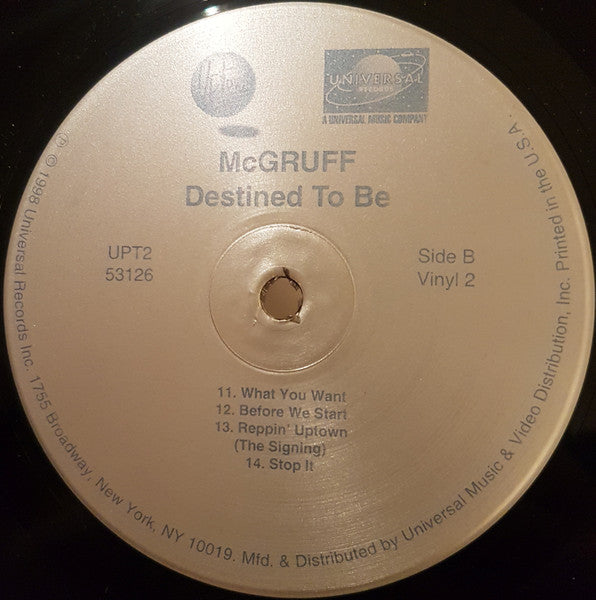 Uptown
UNIVERSAL
RECORDS
A UNIVERSAL MUSIC COMPANY
McGRUFF
Destined To Be
UPT2
53126
Side B
Vinyl 2
11. What You Want
12. Before We Start
13. Reppin' Uptown
(The Signing)
14. Stop It
℗ © 1998 Universal Records Inc. 1755 Broadway, New York, NY 10019. Mfd. & Distributed by Universal Music & Video Distribution, Inc. Printed in the U.S.A.